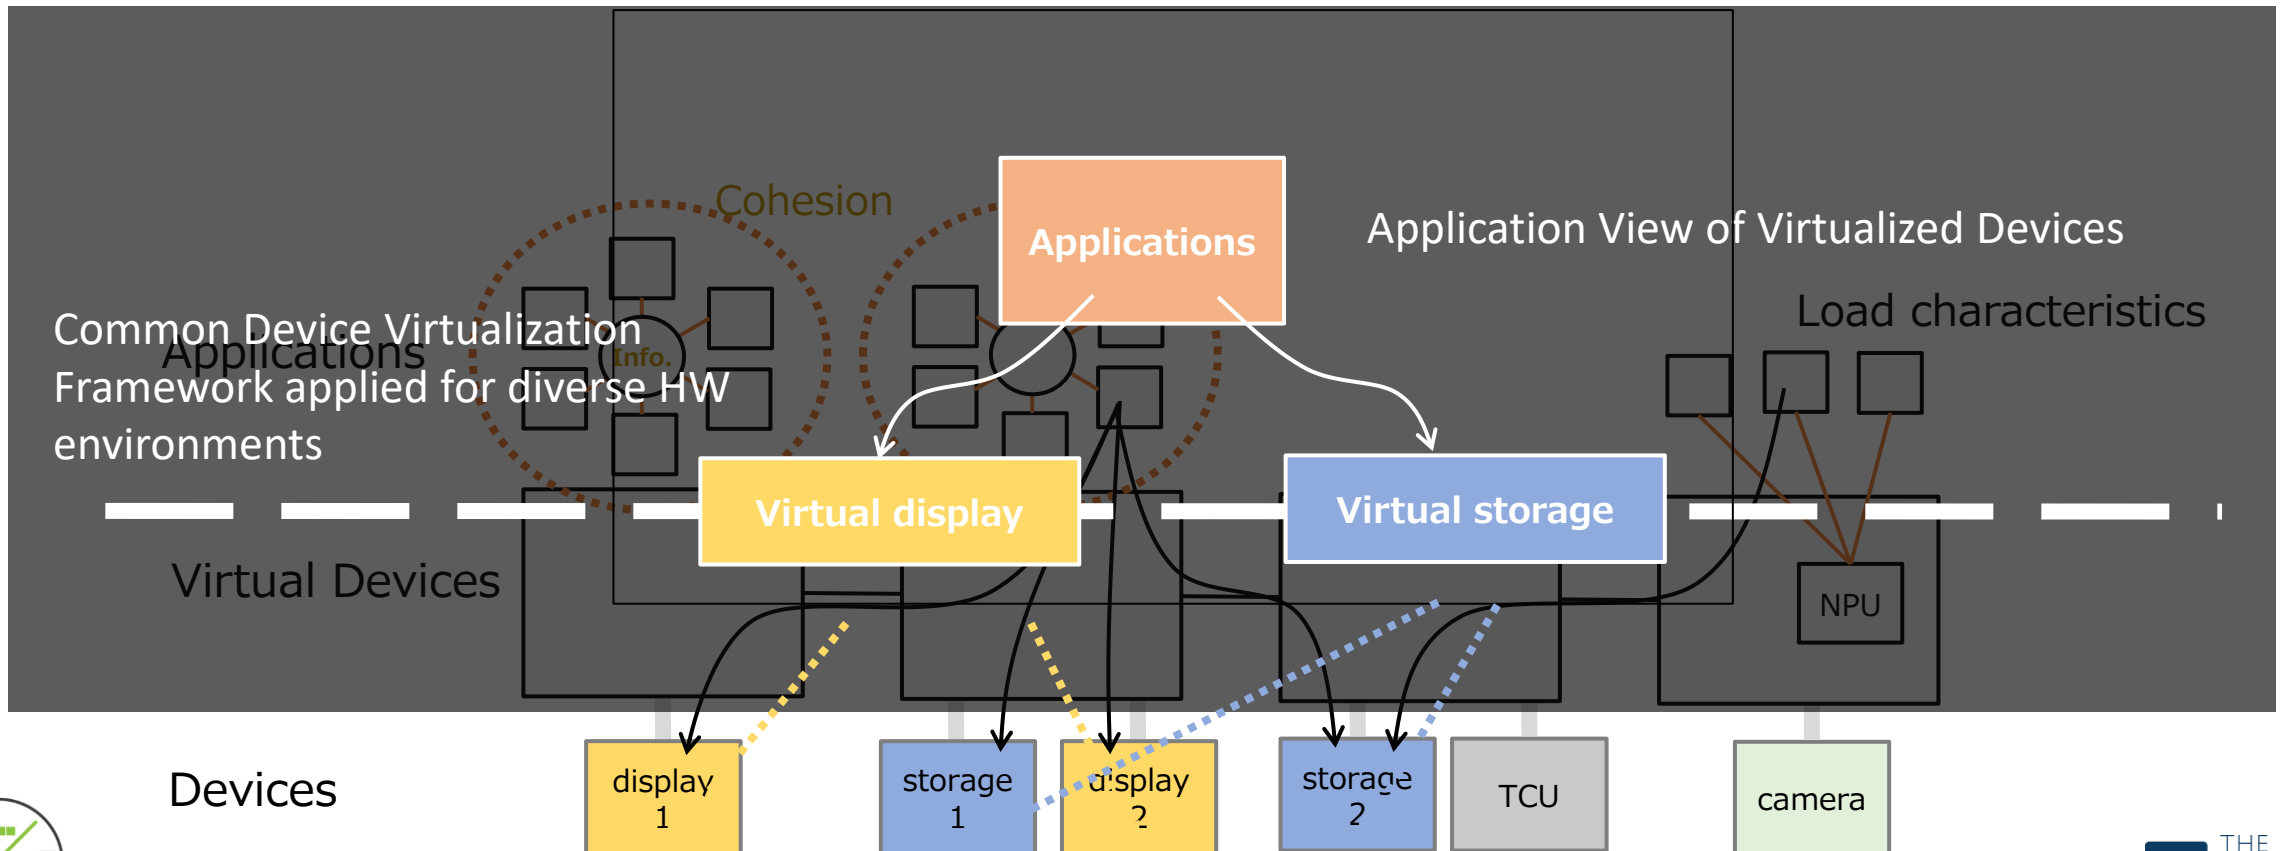 Cohesion
Applications
Application View of Virtualized Devices
Load characteristics
Common Device Virtualization
Framework applied for diverse HW
environments
Applications
Info.
Virtual display
Virtual storage
Virtual Devices
NPU
Devices
display
1
storage
1
display
2
storage
2
TCU
camera
THE